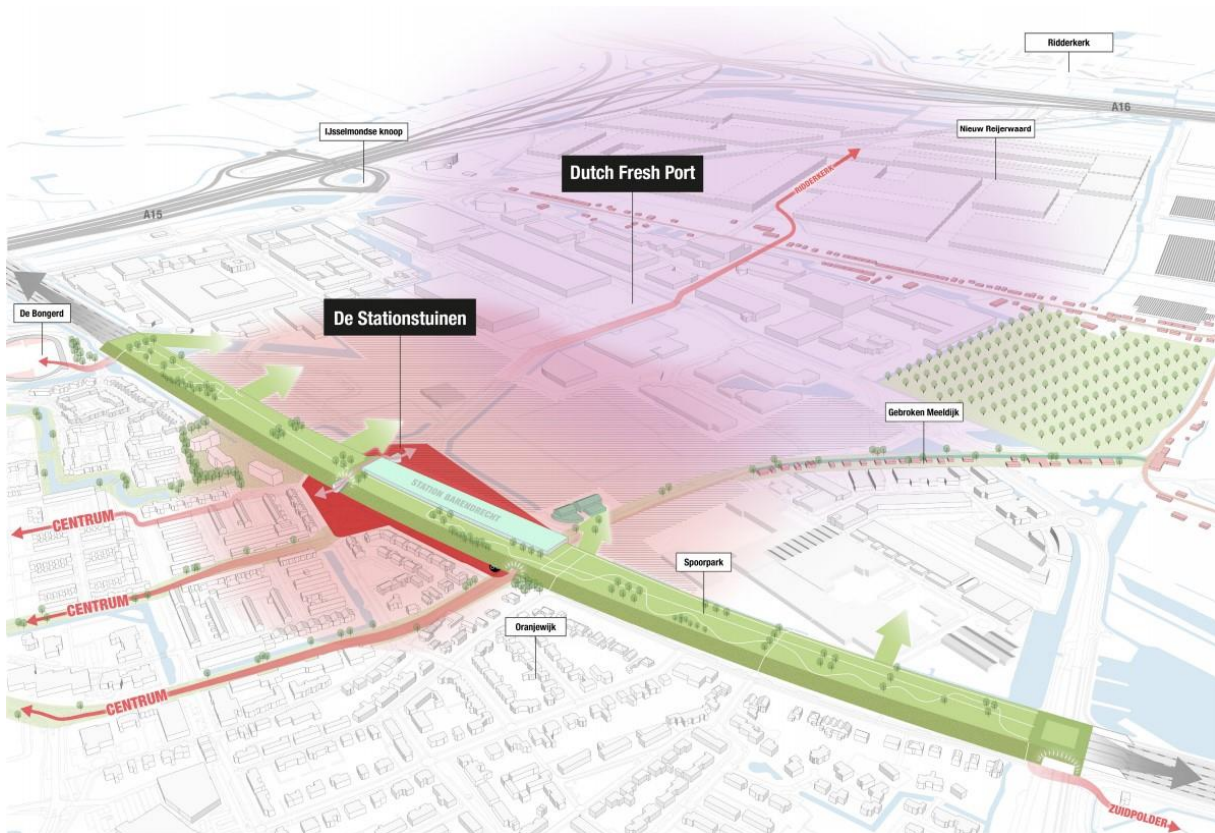 Ridderkerk
A16
IJsselmondse knoop
Nieuw Reijerwaard
Dutch Fresh Port
RIDDERKERK
A15
De Bongerd
De Stationstuinen
Gebroken Meeldijk
STATION BARENDRECHT
CENTRUM
Spoorpark
CENTRUM
Oranjewijk
CENTRUM
ZUIDPOLDER